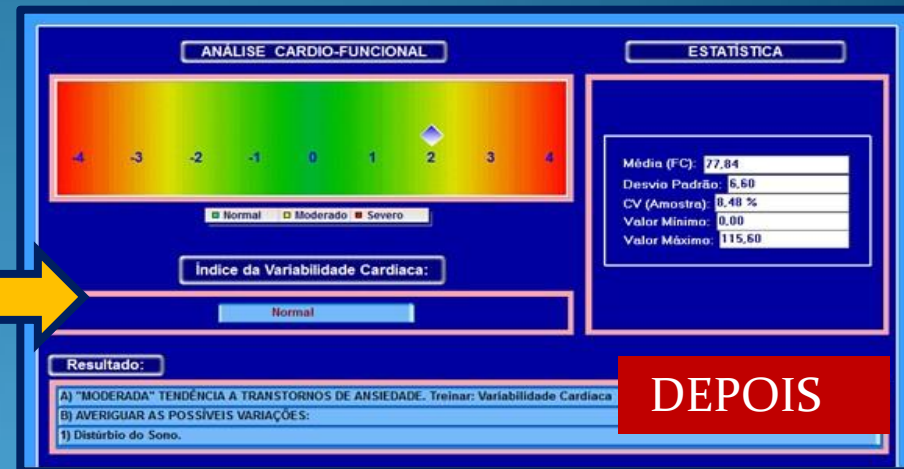 ANÁLISE CARDIO-FUNCIONAL
-4 -3 -2 -1 0 1 2 3 4
Normal Moderado Severo
Índice da Variabilidade Cardíaca:
Normal
ESTATÍSTICA
Média (FC): 77,84
Desvio Padrão: 6,60
CV (Amostra): 8,48 %
Valor Mínimo: 0,00
Valor Máximo: 115,60
Resultado:
A) "MODERADA" TENDÊNCIA A TRANSTORNOS DE ANSIEDADE. Treinar: Variabilidade Cardíaca
B) AVERIGUAR AS POSSÍVEIS VARIAÇÕES:
1) Distúrbio do Sono.
DEPOIS